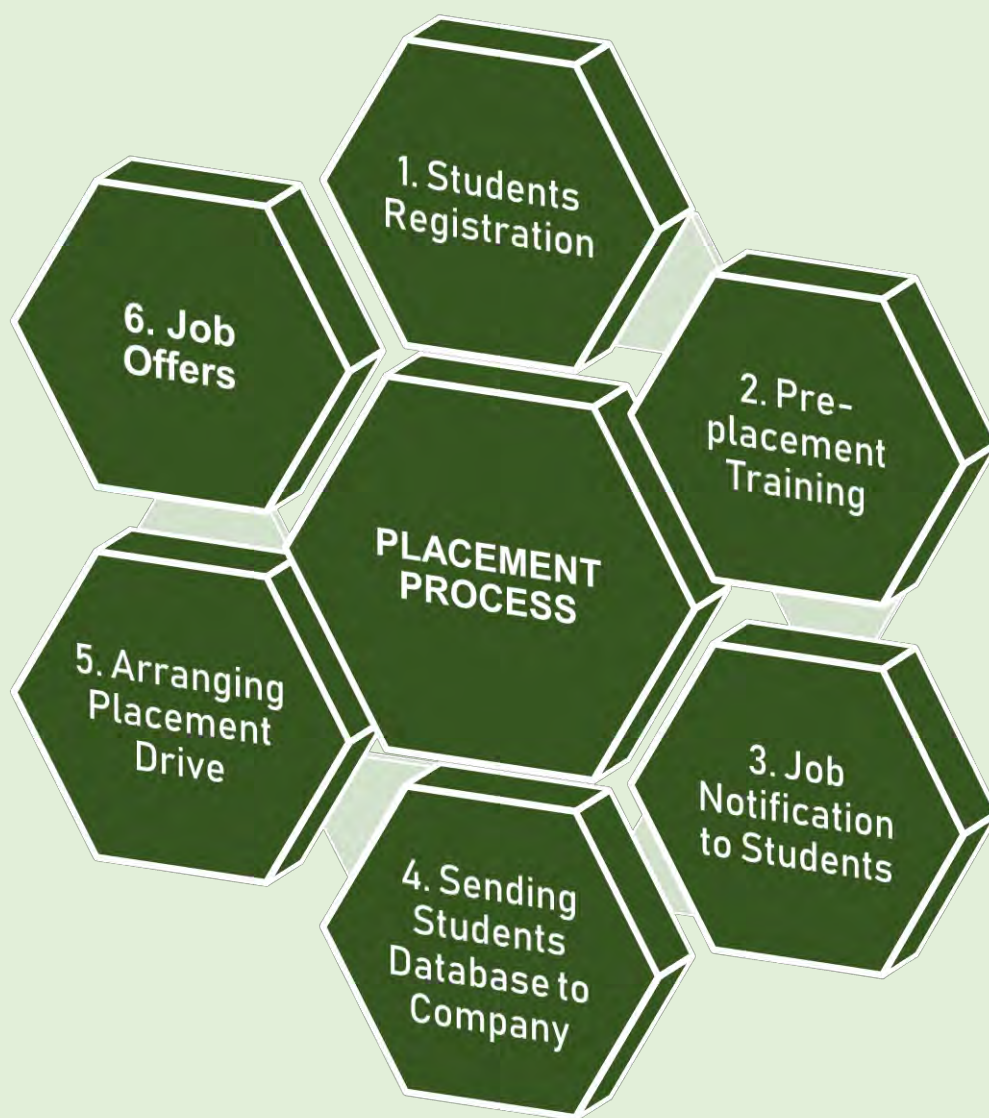 1. Students
Registration
2. Pre-
placement
Training
3. Job
Notification
to Students
4. Sending
Students
Database to
Company
5. Arranging
Placement
Drive
6. Job
Offers
PLACEMENT
PROCESS